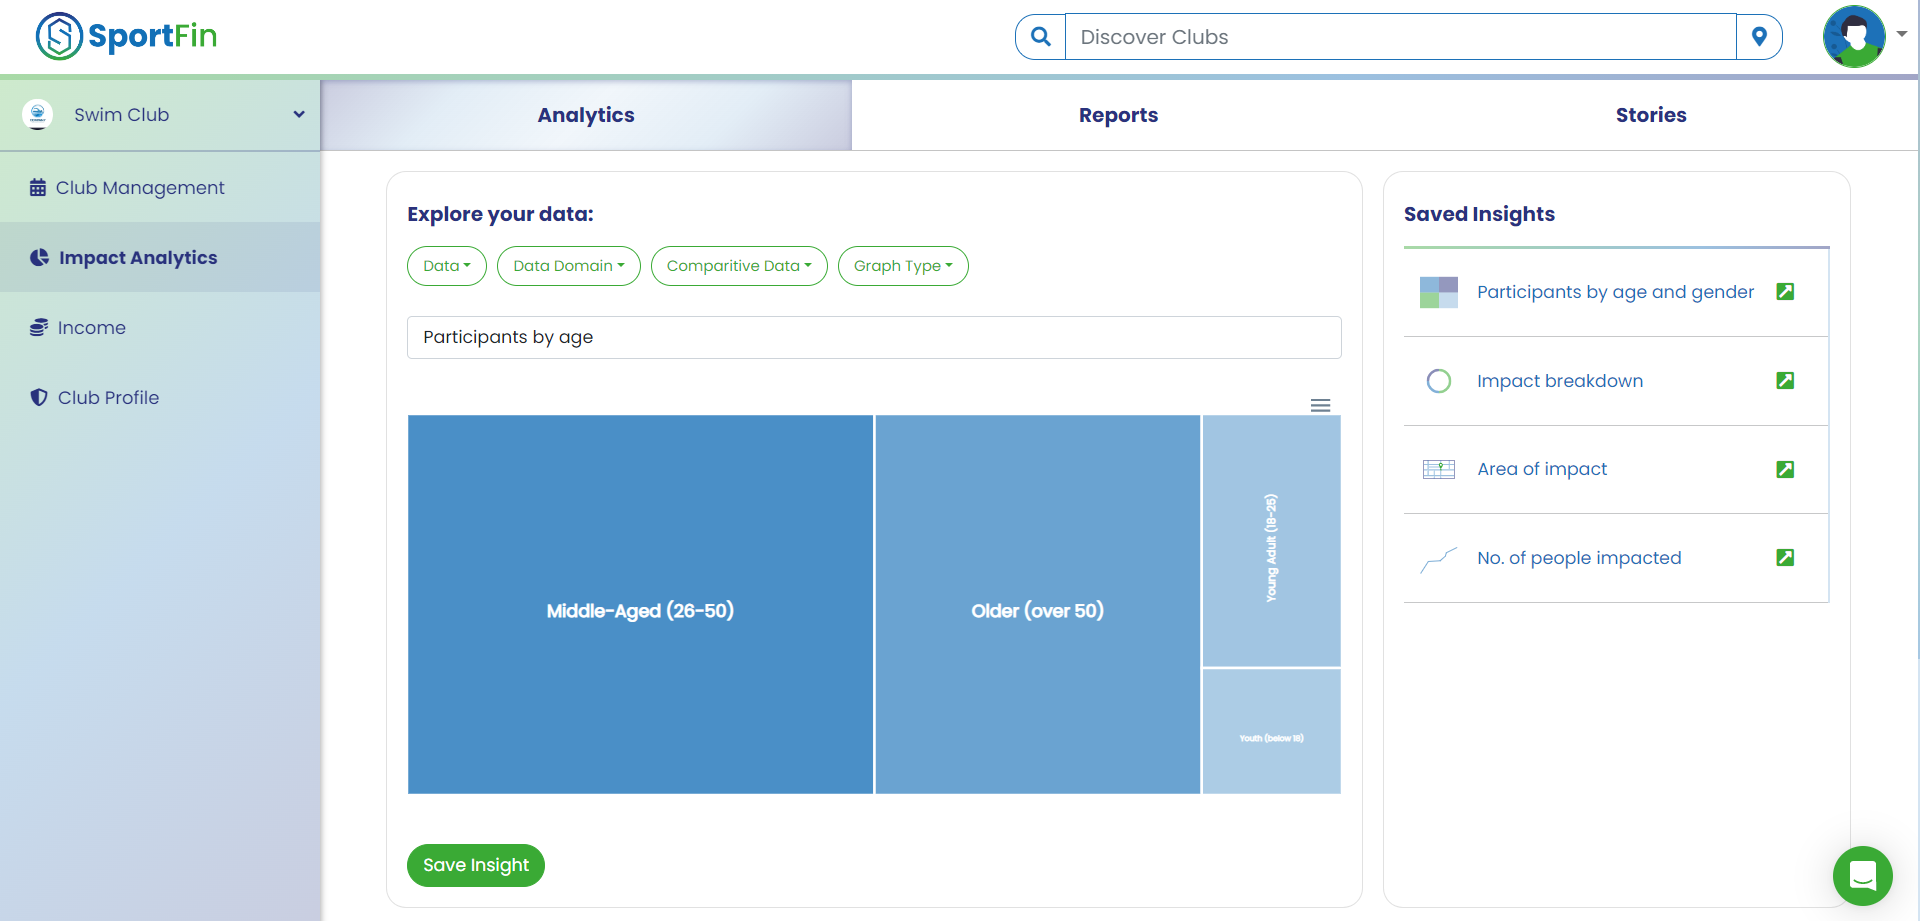 SportFin
Discover Clubs
Swim Club
Club Management
Impact Analytics
Income
Club Profile
Analytics
Reports
Stories
Explore your data:
Data
Data Domain
Comparitive Data
Graph Type
Participants by age
Middle-Aged (26-50)
Older (over 50)
Young Adult (18-25)
Youth (below 18)
Save Insight
Saved Insights
Participants by age and gender
Impact breakdown
Area of impact
No. of people impacted